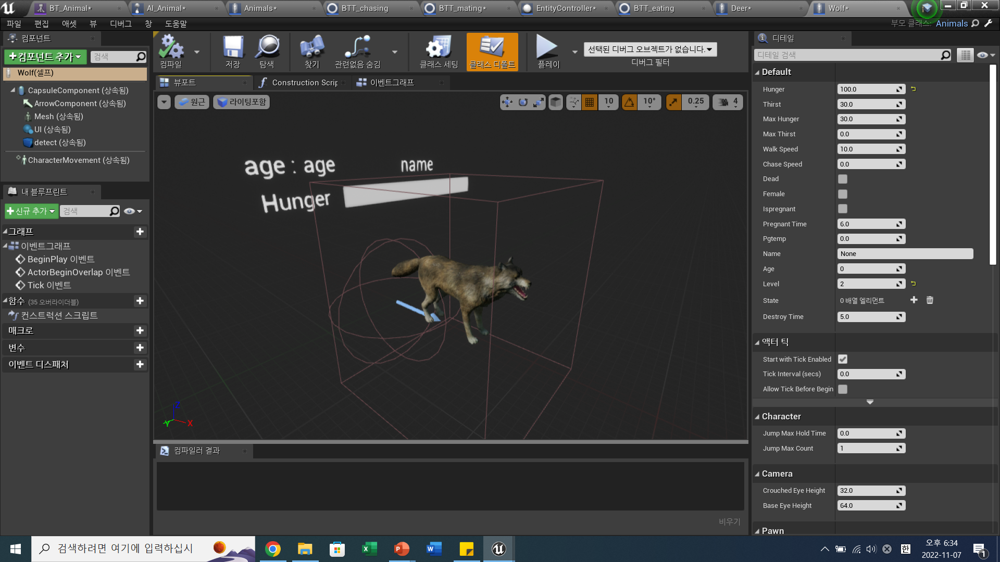 BT_Animal*
AI_Animal*
Animals*
BTT_chasing
BTT_mating*
EntityController*
BTT_eating
Deer*
Wolf*
파일
편집
애셋
뷰
디버그
창
도움말
부모 클래스: Animals
컴포넌트
+컴포넌트 추가
검색
Wolf(셀프)
CapsuleComponent (상속됨)
ArrowComponent (상속됨)
Mesh (상속됨)
UI (상속됨)
detect (상속됨)
CharacterMovement (상속됨)
내 블루프린트
+신규 추가
검색
그래프
이벤트그래프
BeginPlay 이벤트
ActorBeginOverlap 이벤트
Tick 이벤트
함수 (35 오버라이더블)
컨스트럭션 스크립트
매크로
변수
이벤트 디스패처
컴파일
저장
탐색
찾기
관련없음 숨김
클래스 세팅
클래스 디폴트
플레이
선택된 디버그 오브젝트가 없습니다.
디버그 필터
뷰포트
Construction Scrip
이벤트그래프
원근
라이팅포함
10
10°
0.25
4
age : age
name
Hunger
Z
Y
X
컴파일러 결과
비우기
디테일
디테일 검색
Default
Hunger 100.0
Thirst 30.0
Max Hunger 30.0
Max Thirst 0.0
Walk Speed 10.0
Chase Speed 0.0
Dead
Female
Ispregnant
Pregnant Time 6.0
Pgtemp 0.0
Name None
Age 0
Level 2
State 0 배열 엘리먼트
Destroy Time 5.0
액터 틱
Start with Tick Enabled
Tick Interval (secs) 0.0
Allow Tick Before Begin
Character
Jump Max Hold Time 0.0
Jump Max Count 1
Camera
Crouched Eye Height 32.0
Base Eye Height 64.0
Pawn
검색하려면 여기에 입력하십시
한
오후 6:34
2022-11-07
1